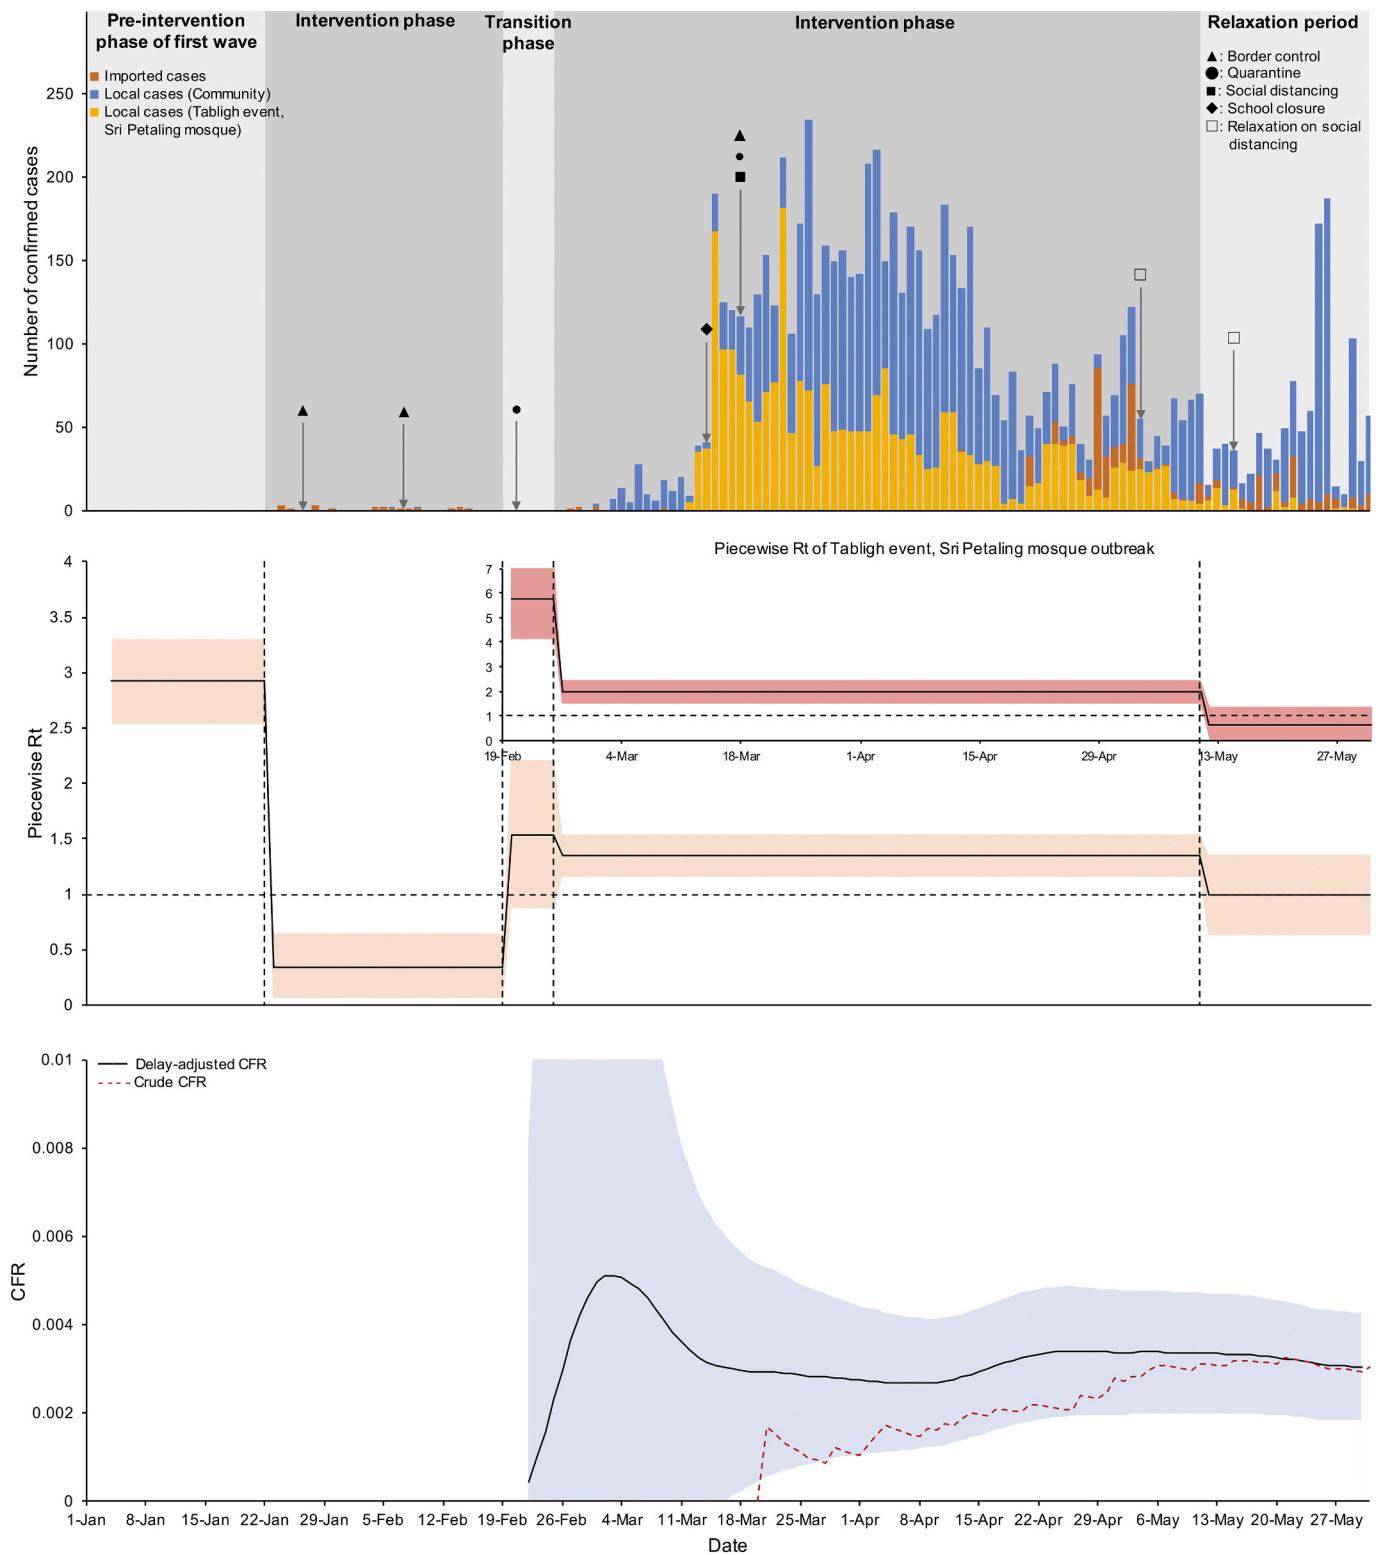 Pre-intervention
phase of first wave
Intervention phase
Transition
phase
Intervention phase
Relaxation period
Imported cases
Local cases (Community)
Local cases (Tabligh event,
Sri Petaling mosque)
▲: Border control
●: Quarantine
■: Social distancing
◆: School closure
□: Relaxation on social
distancing
Number of confirmed cases
250
200
150
100
50
0
Piecewise Rt of Tabligh event, Sri Petaling mosque outbreak
7
6
5
4
3
2
1
0
19-Feb
4-Mar
18-Mar
1-Apr
15-Apr
29-Apr
13-May
27-May
Piecewise Rt
4
3.5
3
2.5
2
1.5
1
0.5
0
Delay-adjusted CFR
Crude CFR
CFR
0.01
0.008
0.006
0.004
0.002
0
1-Jan
8-Jan
15-Jan
22-Jan
29-Jan
5-Feb
12-Feb
19-Feb
26-Feb
4-Mar
11-Mar
18-Mar
25-Mar
1-Apr
8-Apr
15-Apr
22-Apr
29-Apr
6-May
13-May
20-May
27-May
Date